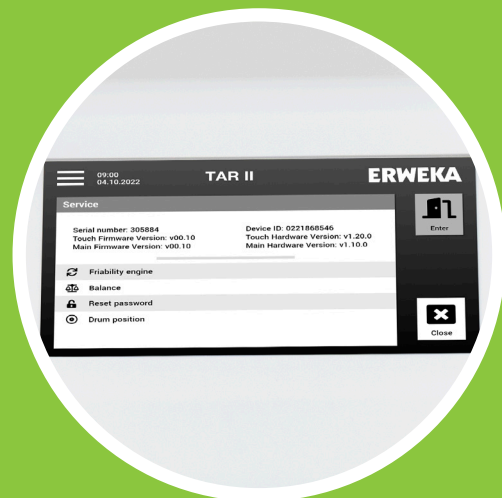 09:00
04.10.2022
TAR II
ERWEKA
Service
Enter
Serial number: 305884
Touch Firmware Version: v00.10
Main Firmware Version: v00.10
Device ID: 0221868546
Touch Hardware Version: v1.20.0
Main Hardware Version: v1.10.0
Friability engine
Balance
Reset password
Drum position
Close